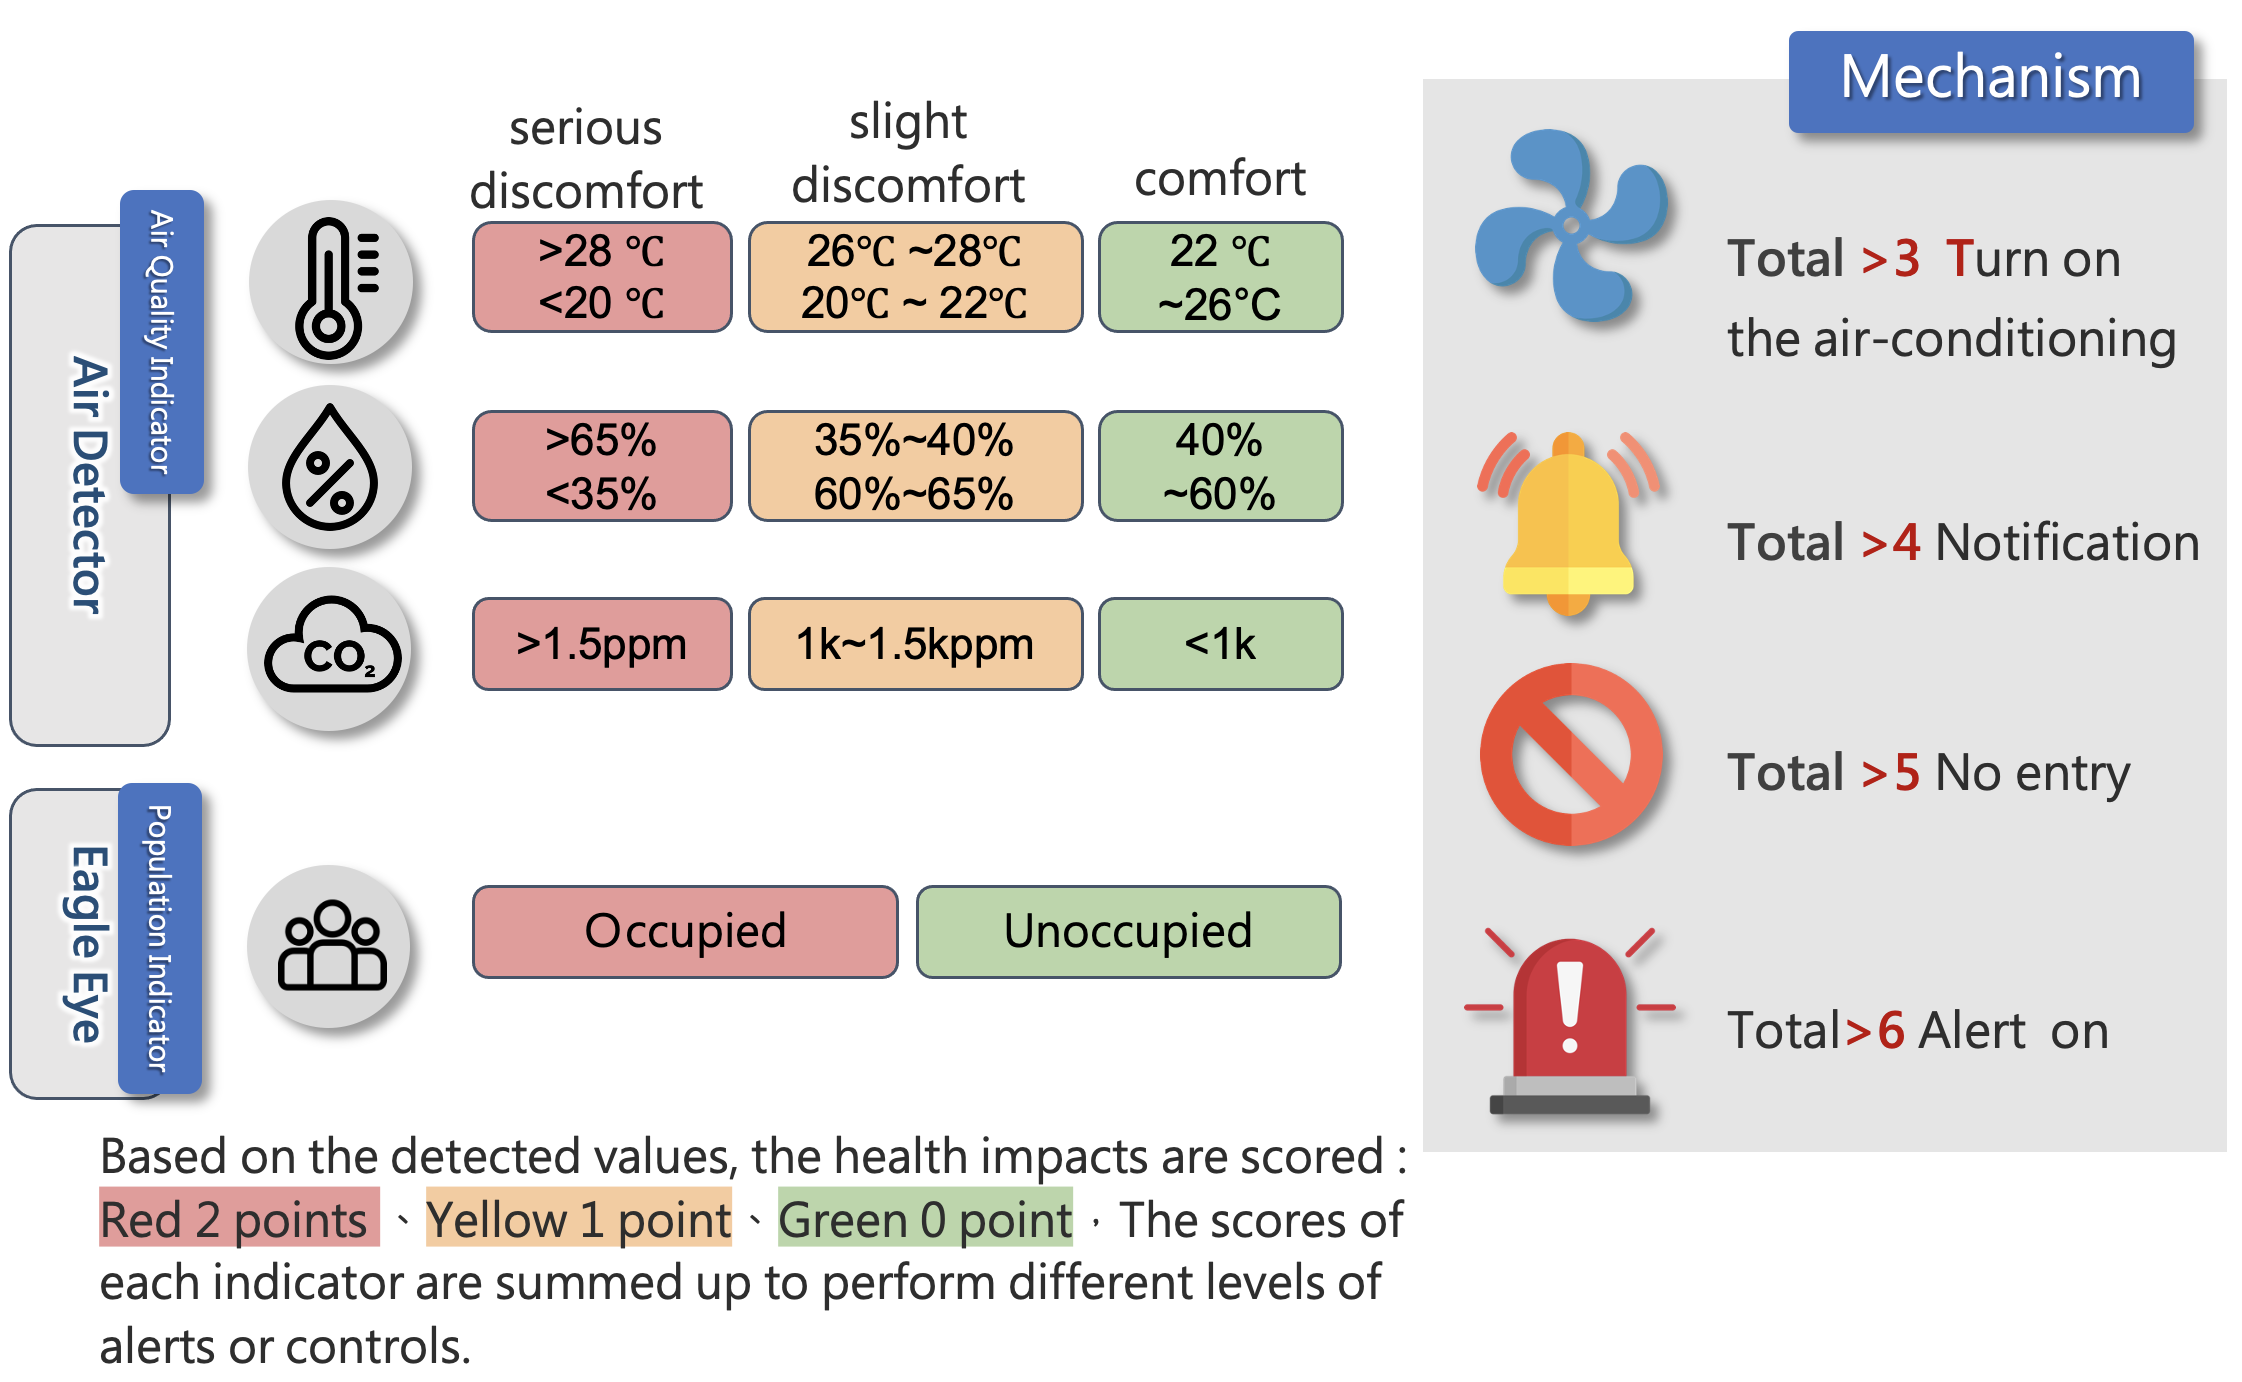 Mechanism
serious
discomfort
slight
discomfort
comfort
Air Quality Indicator
Air Detector
>28 ℃
<20 ℃
26℃ ~28℃
20℃ ~ 22℃
22 ℃
~26°C
>65%
<35%
35%~40%
60%~65%
40%
~60%
CO₂
>1.5ppm
1k~1.5kppm
<1k
Population Indicator
Eagle Eye
Occupied
Unoccupied
Total >3 Turn on
the air-conditioning
Total >4 Notification
Total >5 No entry
Total>6 Alert on
Based on the detected values, the health impacts are scored :
Red 2 points 、Yellow 1 point、Green 0 point，The scores of
each indicator are summed up to perform different levels of
alerts or controls.